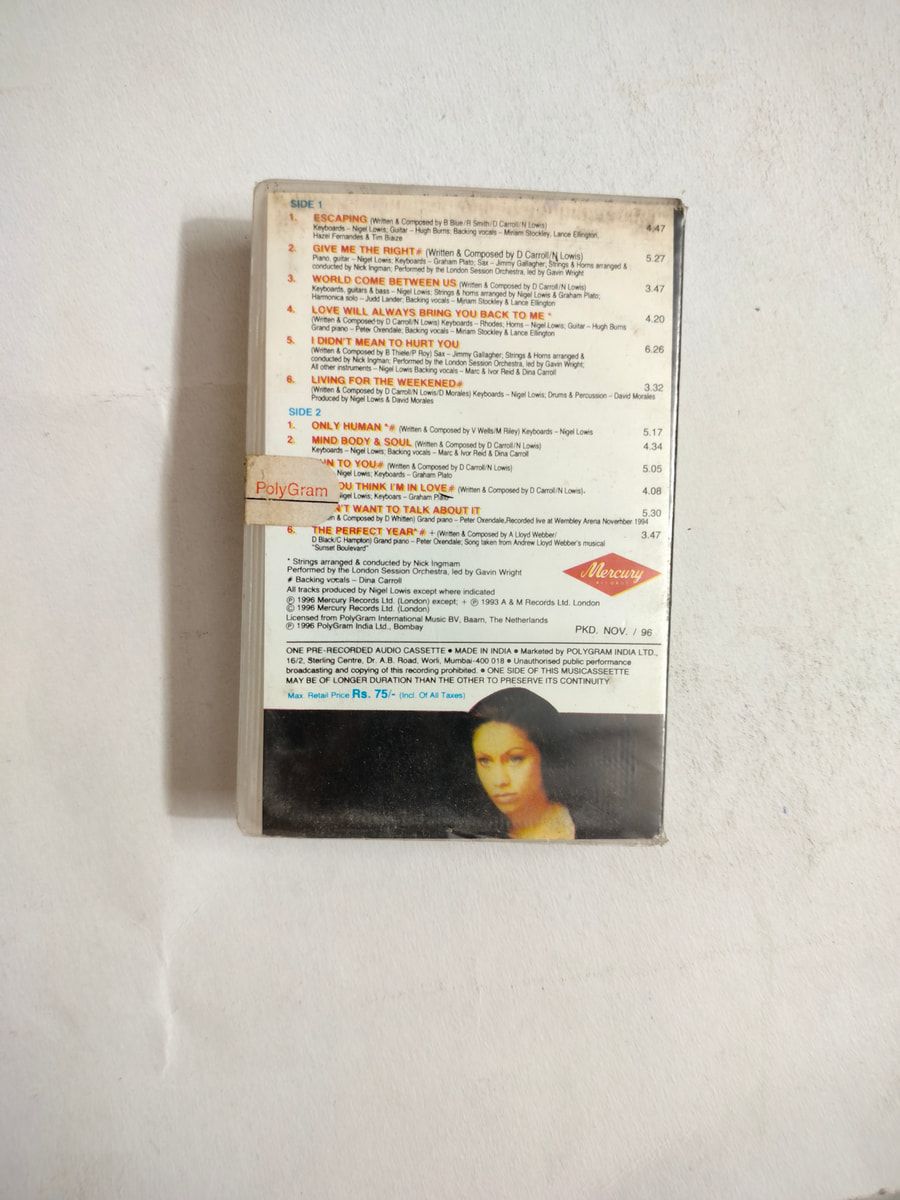 SIDE 1
1. ESCAPING (Written & Composed by B Blue/R Smith/D Carroll/N Lowis) 4.47
Keyboards – Nigel Lowis; Guitar – Hugh Burns; Backing vocals – Miriam Stockley, Lance Ellington,
Hazel Fernandes & Tim Blaize
2. GIVE ME THE RIGHT# (Written & Composed by D Carroll/N Lowis) 5.27
Piano, guitar – Nigel Lowis; Keyboards – Graham Plato; Sax – Jimmy Gallagher; Strings & Horns arranged &
conducted by Nick Ingman; Performed by the London Session Orchestra, led by Gavin Wright
3. WORLD COME BETWEEN US (Written & Composed by D Carroll/N Lowis) 3.47
Keyboards, guitars & bass – Nigel Lowis; Strings & horns arranged by Nigel Lowis & Graham Plato;
Harmonica solo – Judd Lander; Backing vocals – Miriam Stockley & Lance Ellington
4. LOVE WILL ALWAYS BRING YOU BACK TO ME * 4.20
(Written & Composed by D Carroll/N Lowis) Keyboards – Rhodes; Horns – Nigel Lowis; Guitar – Hugh Burns
Grand piano – Peter Oxendale; Backing vocals – Miriam Stockley & Lance Ellington
5. I DIDN'T MEAN TO HURT YOU 6.26
(Written & Composed by B Thiele/P Roy) Sax – Jimmy Gallagher; Strings & Horns arranged &
conducted by Nick Ingman; Performed by the London Session Orchestra, led by Gavin Wright;
All other instruments – Nigel Lowis Backing vocals – Marc & Ivor Reid & Dina Carroll
6. LIVING FOR THE WEEKENED# 3.32
(Written & Composed by D Carroll/N Lowis/D Morales) Keyboards – Nigel Lowis; Drums & Percussion – David Morales
Produced by Nigel Lowis & David Morales
SIDE 2
1. ONLY HUMAN *# (Written & Composed by V Wells/M Riley) Keyboards – Nigel Lowis 5.17
2. MIND BODY & SOUL (Written & Composed by D Carroll/N Lowis) 4.34
Keyboards – Nigel Lowis; Backing vocals – Marc & Ivor Reid & Dina Carroll
TO YOU# (Written & Composed by D Carroll/N Lowis) 5.05
Nigel Lowis; Keyboards – Graham Plato
PolyGram
THINK I'M IN LOVE# (Written & Composed by D Carroll/N Lowis). 4.08
Nigel Lowis; Keyboars – Graham Plato
WANT TO TALK ABOUT IT 5.30
& Composed by D Whitten) Grand piano – Peter Oxendale,Recorded live at Wembley Arena November 1994
6. THE PERFECT YEAR*# + (Written & Composed by A Lloyd Webber/ 3.47
D Black/C Hampton) Grand piano – Peter Oxendale; Song taken from Andrew Lloyd Webber's musical
"Sunset Boulevard"
* Strings arranged & conducted by Nick Ingmam
Performed by the London Session Orchestra, led by Gavin Wright
# Backing vocals – Dina Carroll
All tracks produced by Nigel Lowis except where indicated
Mercury
Ⓟ 1996 Mercury Records Ltd. (London) except; + Ⓟ 1993 A & M Records Ltd. London
© 1996 Mercury Records Ltd. (London)
Licensed from PolyGram International Music BV, Baarn, The Netherlands
Ⓟ 1996 PolyGram India Ltd., Bombay
PKD. NOV. / 96
ONE PRE-RECORDED AUDIO CASSETTE ● MADE IN INDIA ● Marketed by POLYGRAM INDIA LTD.,
16/2, Sterling Centre, Dr. A.B. Road, Worli, Mumbai-400 018 ● Unauthorised public performance
broadcasting and copying of this recording prohibited. ● ONE SIDE OF THIS MUSICASSEETTE
MAY BE OF LONGER DURATION THAN THE OTHER TO PRESERVE ITS CONTINUITY
Max. Retail Price Rs. 75/- (Incl. Of All Taxes)